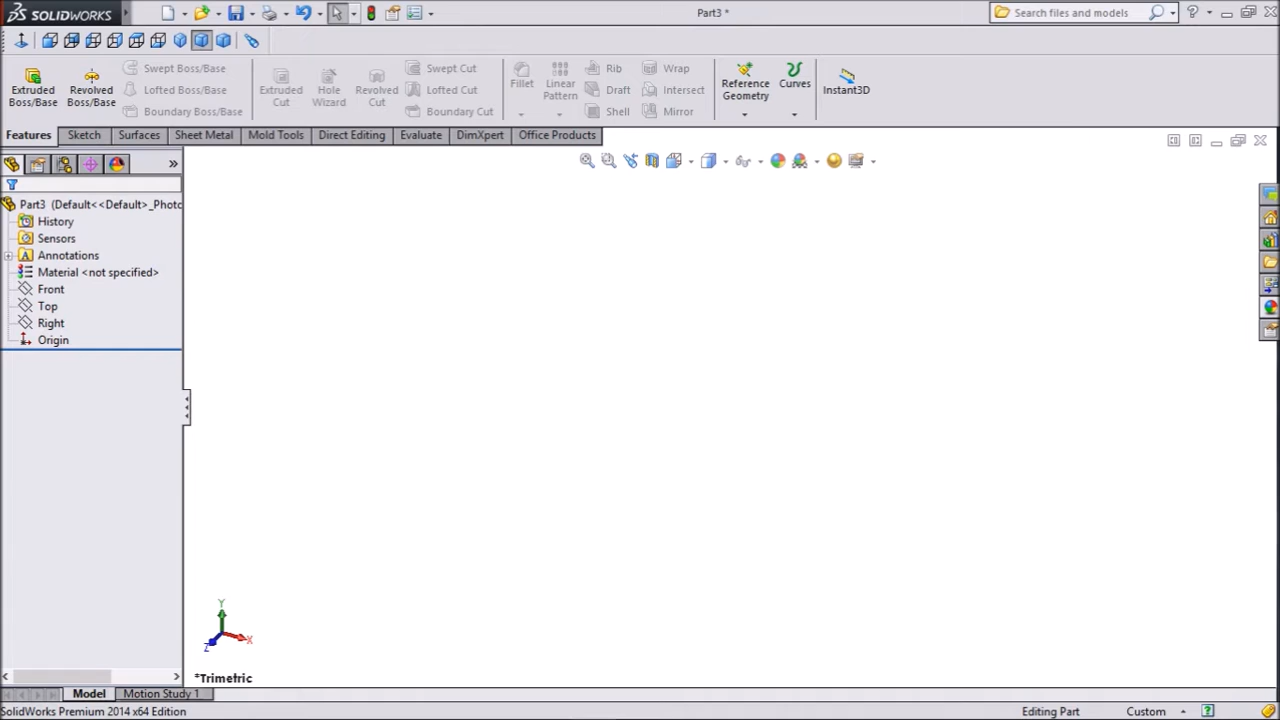 SOLIDWORKS
Part3 *
Search files and models
Extruded Boss/Base
Revolved Boss/Base
Swept Boss/Base
Lofted Boss/Base
Boundary Boss/Base
Extruded Cut
Hole Wizard
Revolved Cut
Swept Cut
Lofted Cut
Boundary Cut
Fillet
Linear Pattern
Rib
Draft
Shell
Wrap
Intersect
Mirror
Reference Geometry
Curves
Instant3D
Features Sketch Surfaces Sheet Metal Mold Tools Direct Editing Evaluate DimXpert Office Products
Part3 (Default<<Default>_Photo
History
Sensors
Annotations
Material <not specified>
Front
Top
Right
Origin
Y
X
Z
*Trimetric
Model Motion Study 1
SolidWorks Premium 2014 x64 Edition Editing Part Custom